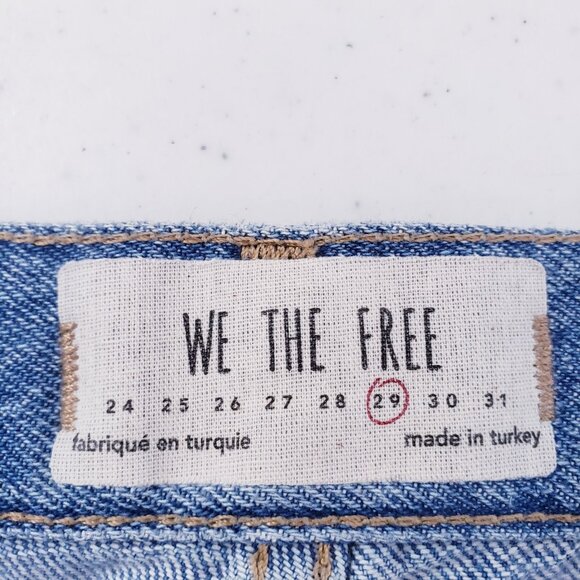 WE THE FREE
24 25 26 27 28 29 30 31
fabriqué en turquie made in turkey